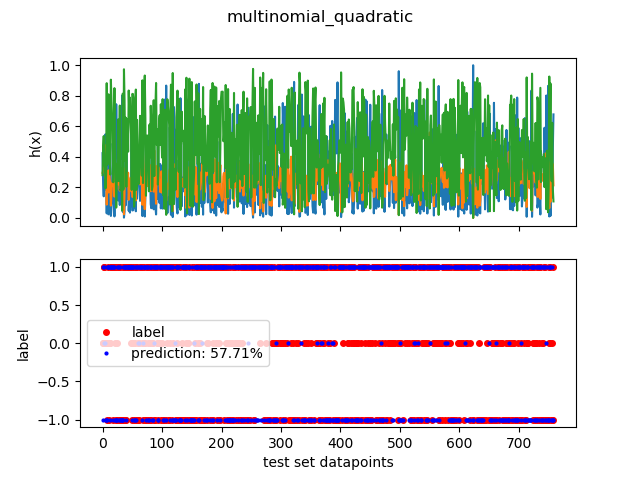 multinomial_quadratic
1.0
0.8
0.6
0.4
0.2
0.0
h(x)
1.0
0.5
0.0
−0.5
−1.0
label
label
prediction: 57.71%
0 100 200 300 400 500 600 700
test set datapoints